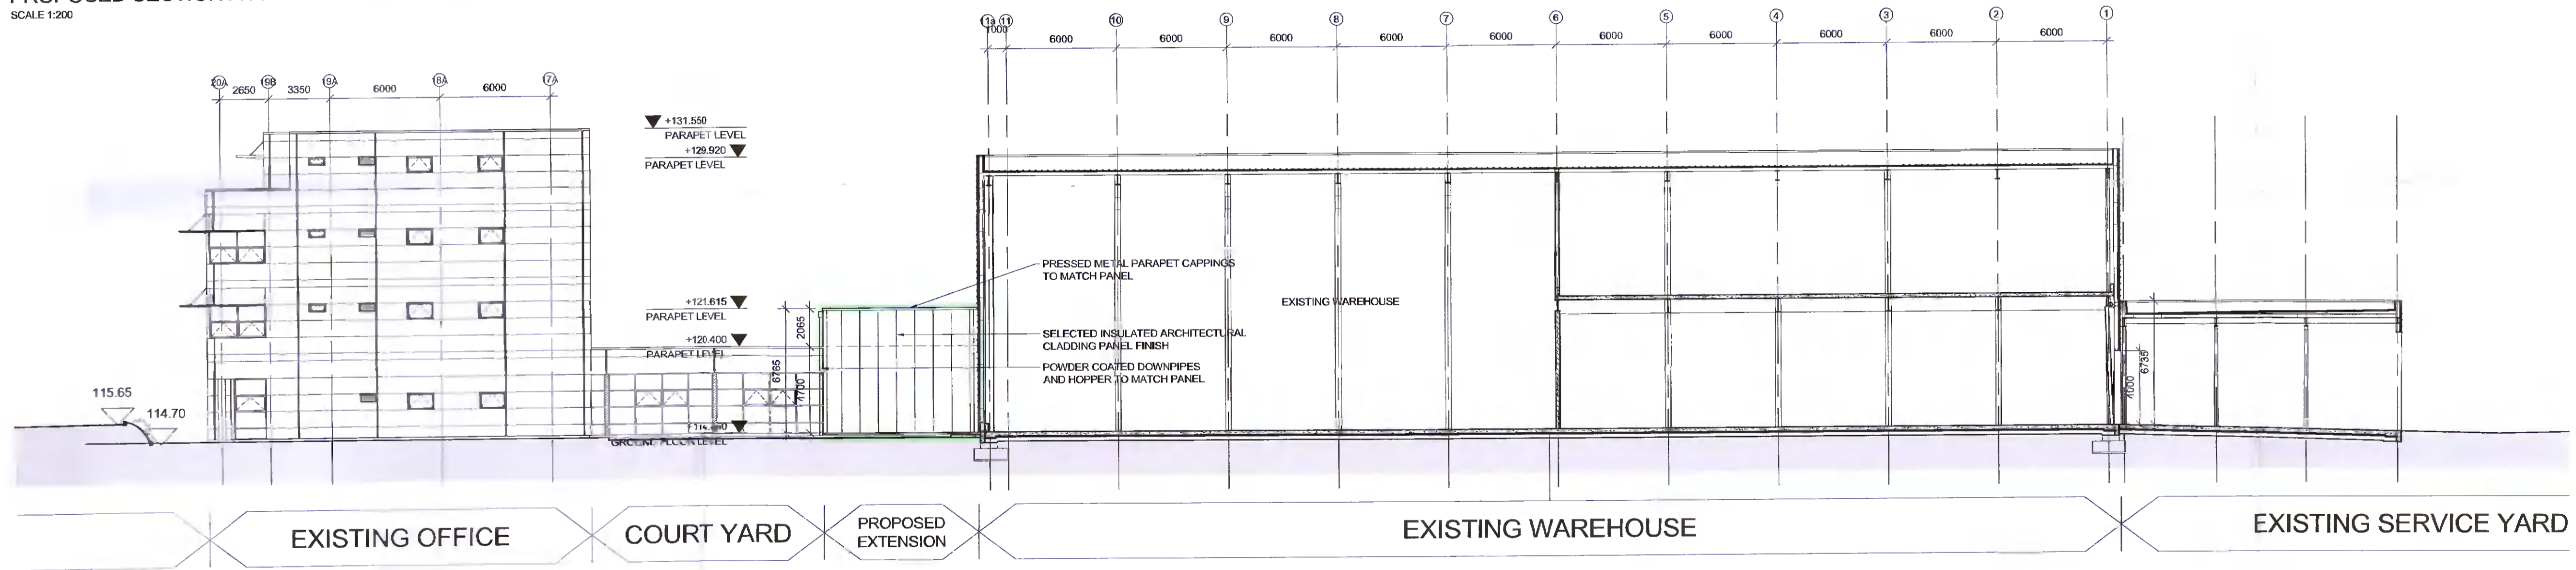 SCALE 1:200
11a 11 10 9 8 7 6 5 4 3 2 1
1000
6000 6000 6000 6000 6000 6000 6000 6000 6000 6000
20A 19B 19A 18A 17A
2650 3350 6000 6000
+131.550
PARAPET LEVEL
+129.920
PARAPET LEVEL
PRESSED METAL PARAPET CAPPINGS
TO MATCH PANEL
+121.615
PARAPET LEVEL
EXISTING WAREHOUSE
2065
SELECTED INSULATED ARCHITECTURAL
CLADDING PANEL FINISH
+120.400
PARAPET LEVEL
POWDER COATED DOWNPIPES
AND HOPPER TO MATCH PANEL
6765
4700
6735
4000
115.65
114.70
GROUND FLOOR LEVEL
EXISTING OFFICE
COURT YARD
PROPOSED
EXTENSION
EXISTING WAREHOUSE
EXISTING SERVICE YARD